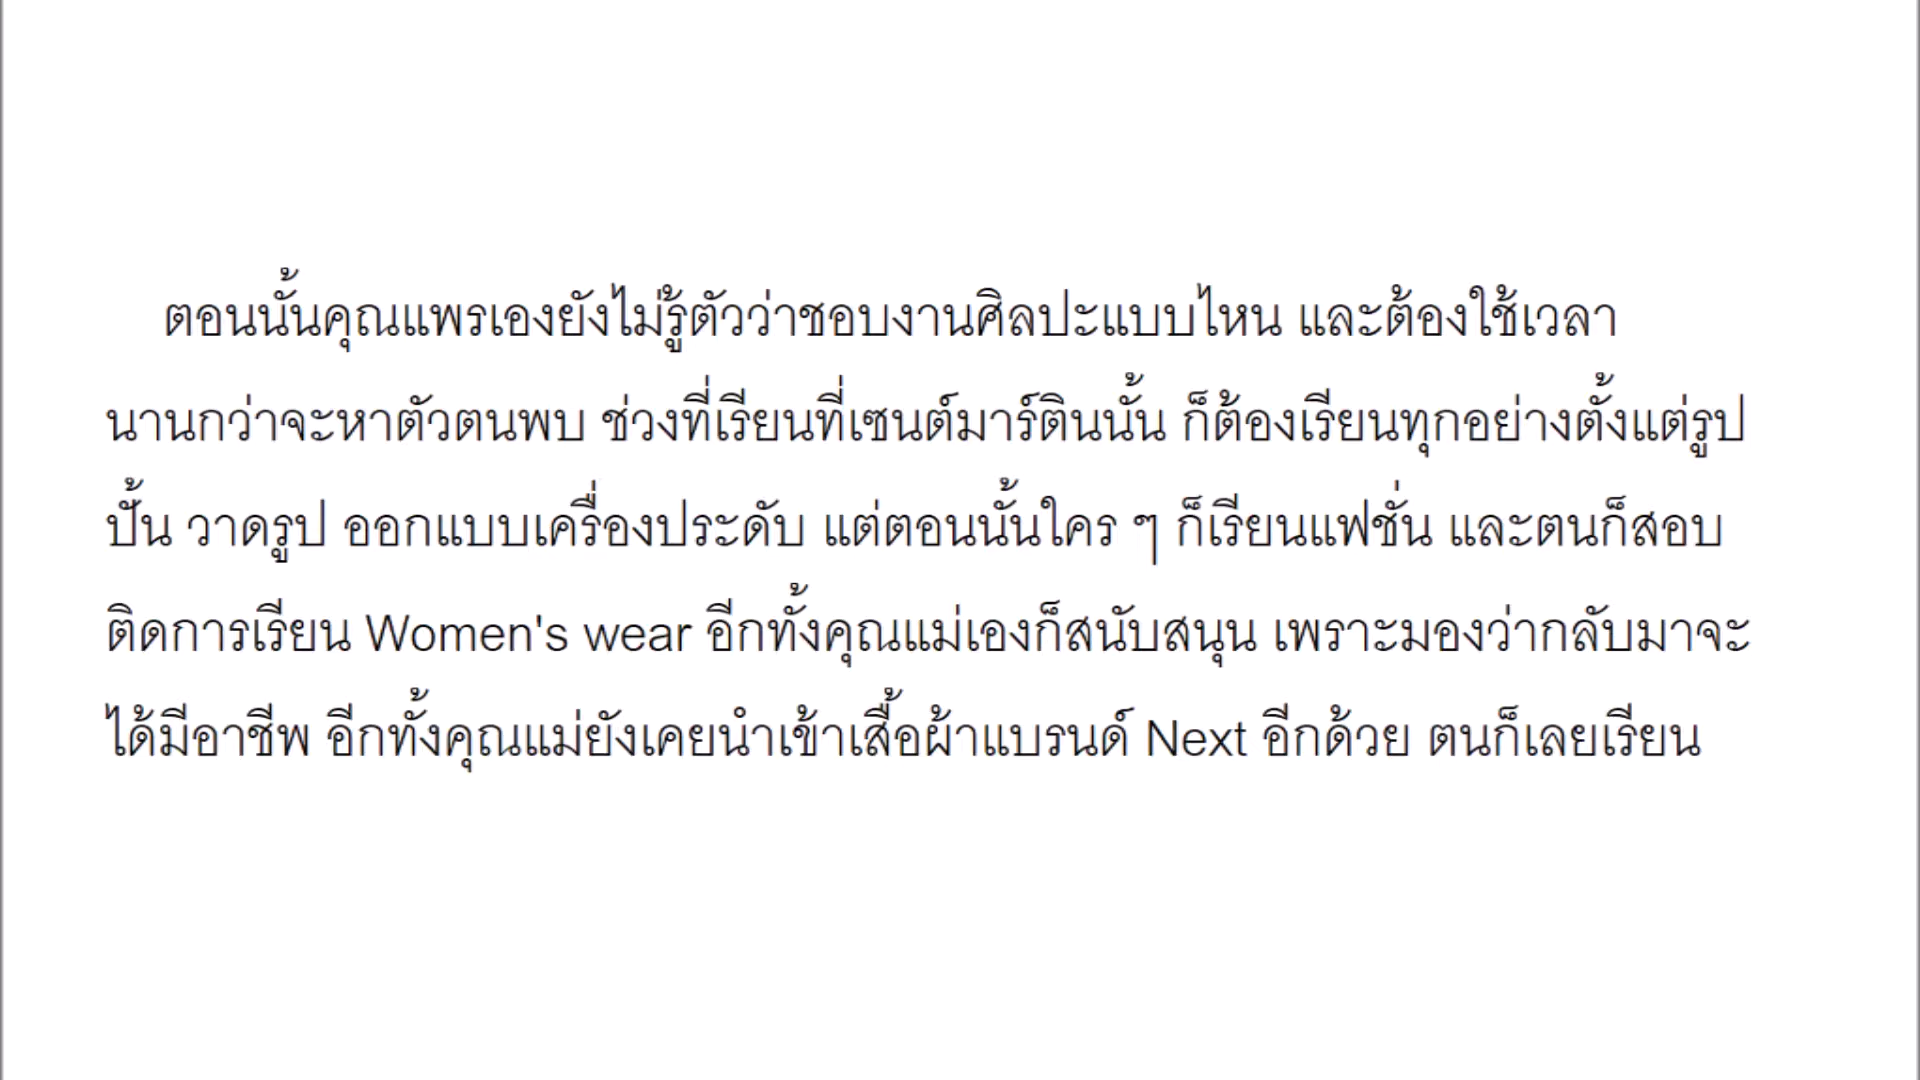 ตอนนั้นคุณแพรเองยังไม่รู้ตัวว่าชอบงานศิลปะแบบไหน และต้องใช้เวลา
นานกว่าจะหาตัวตนพบ ช่วงที่เรียนที่เซนต์มาร์ตินนั้น ก็ต้องเรียนทุกอย่างตั้งแต่รูป
ปั้น วาดรูป ออกแบบเครื่องประดับ แต่ตอนนั้นใคร ๆ ก็เรียนแฟชั่น และตนก็สอบ
ติดการเรียน Women's wear อีกทั้งคุณแม่เองก็สนับสนุน เพราะมองว่ากลับมาจะ
ได้มีอาชีพ อีกทั้งคุณแม่ยังเคยนำเข้าเสื้อผ้าแบรนด์ Next อีกด้วย ตนก็เลยเรียน